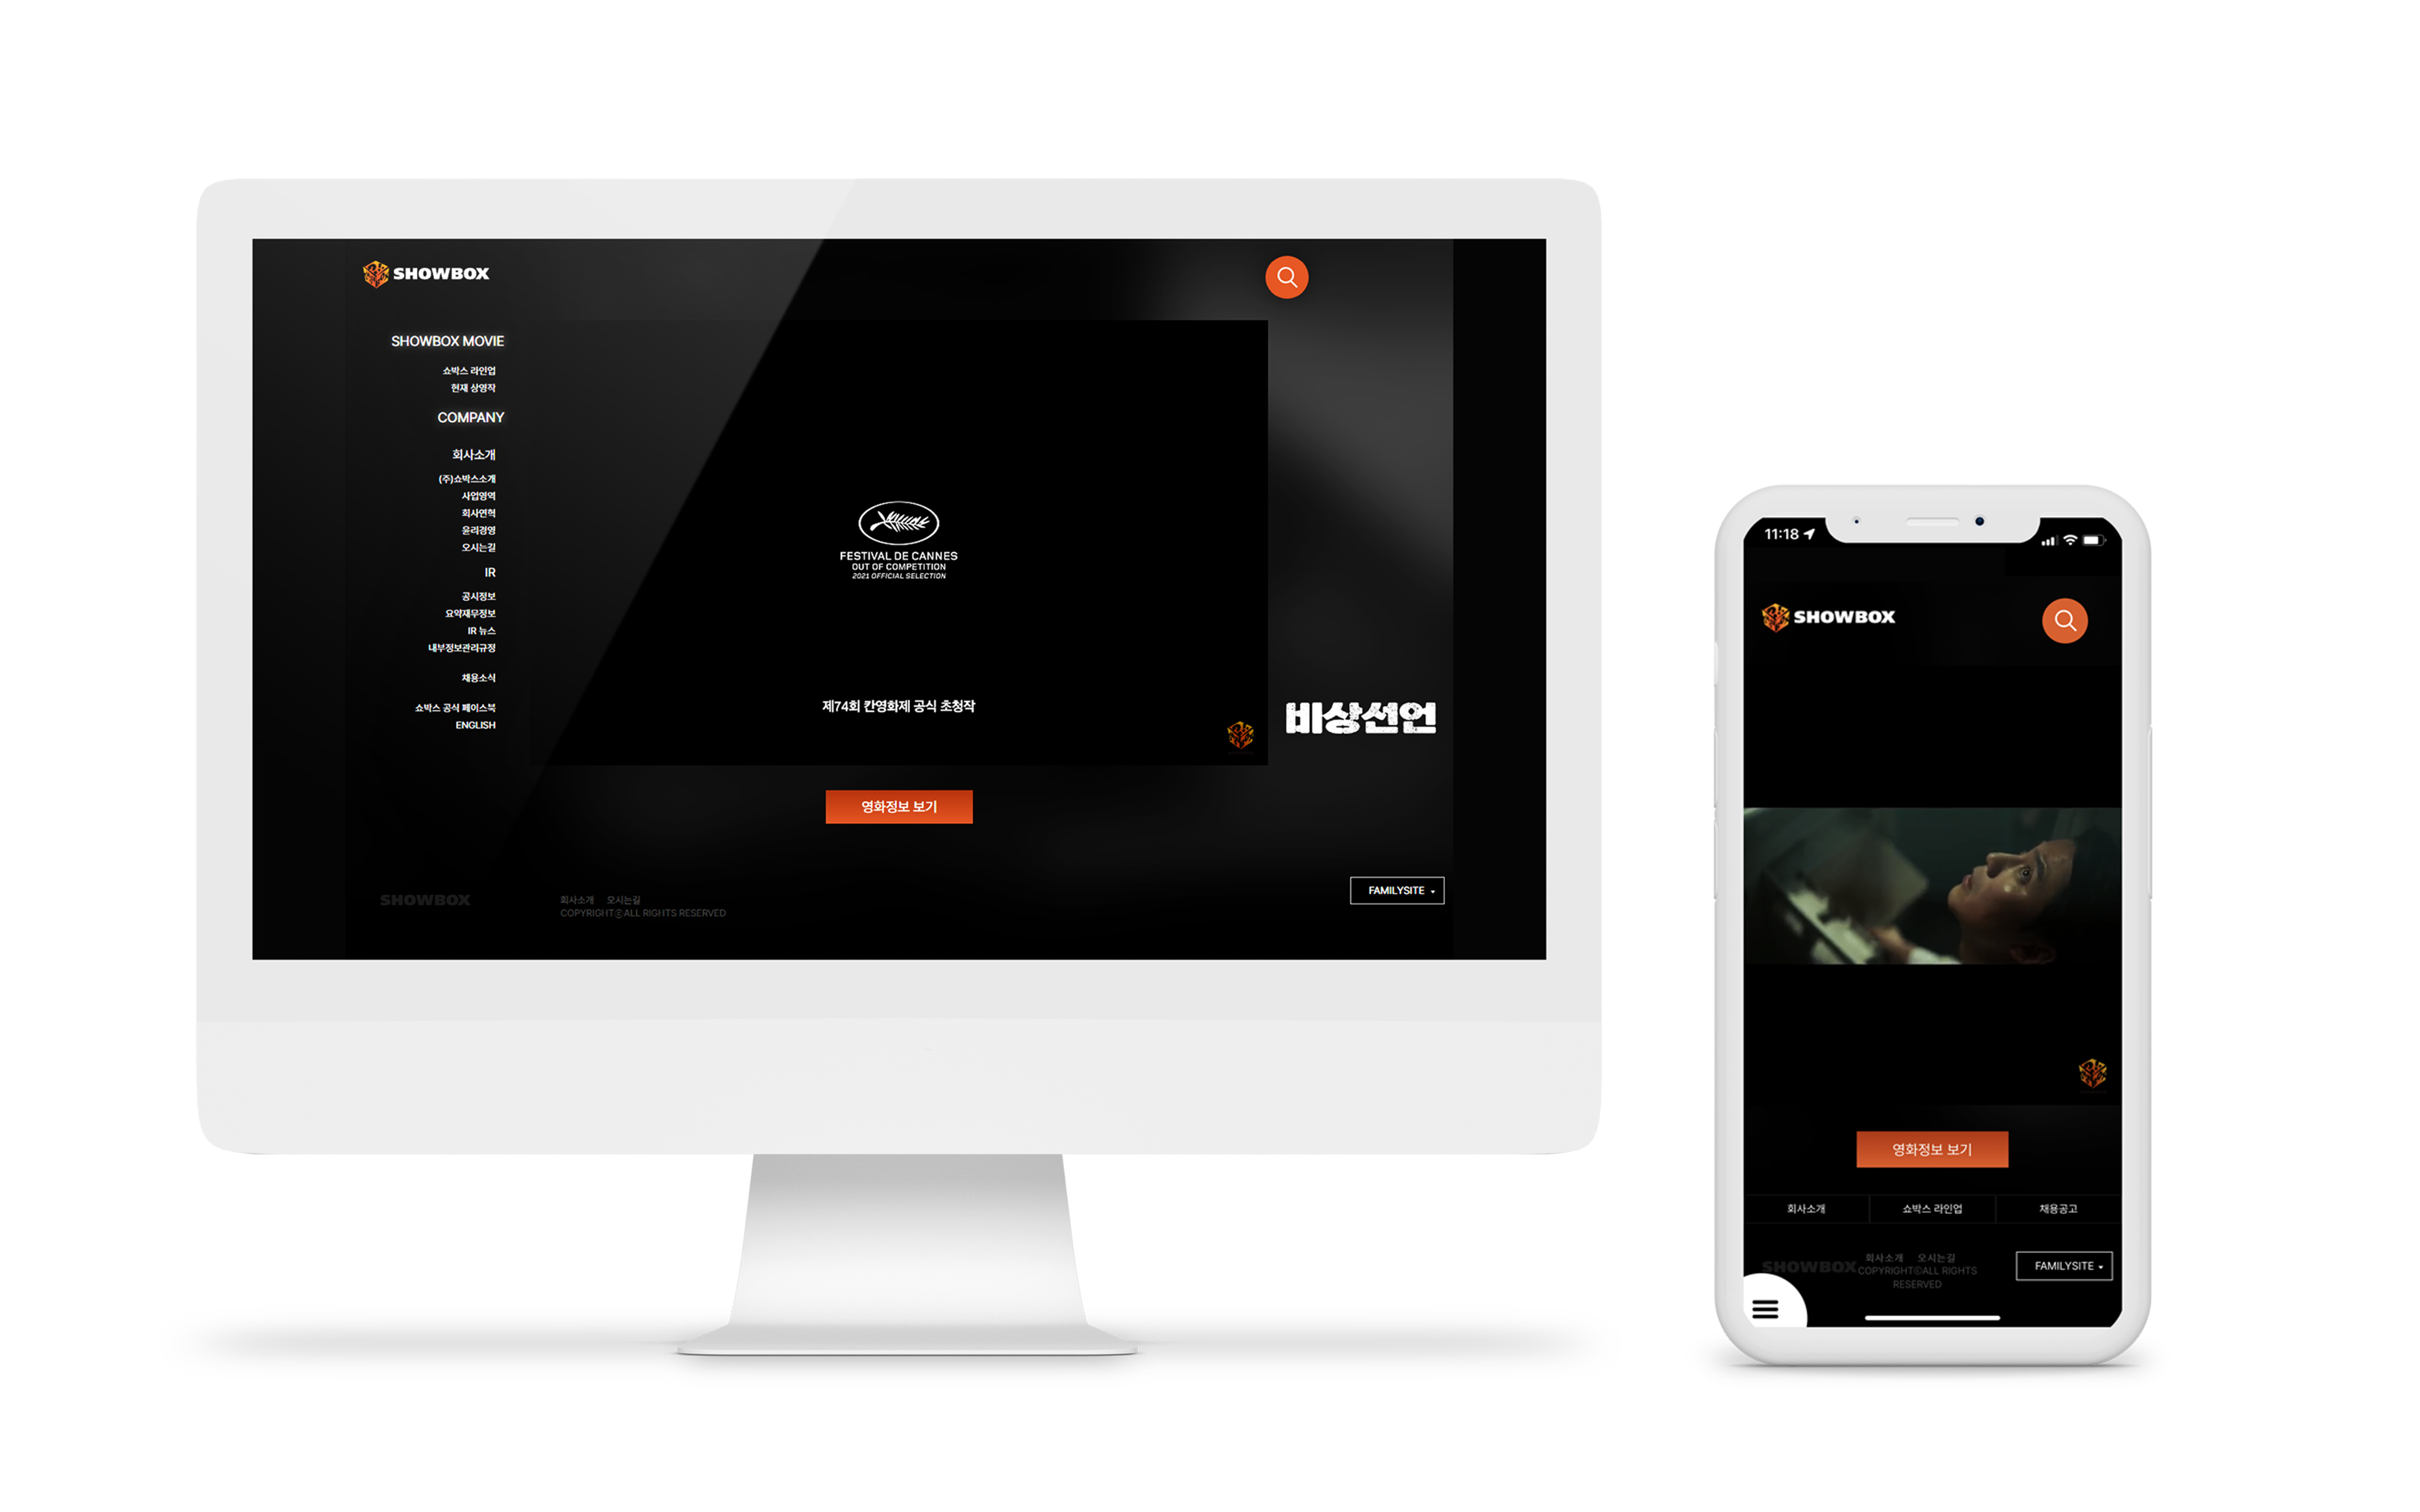 SHOWBOX
SHOWBOX MOVIE
쇼박스 라인업
현재 상영작
COMPANY
회사소개
(주)쇼박스소개
사업영역
회사연혁
윤리경영
오시는길
IR
공시정보
요약재무정보
IR 뉴스
내부정보관리규정
채용소식
쇼박스 공식 페이스북
ENGLISH
FESTIVAL DE CANNES
OUT OF COMPETITION
2021 OFFICIAL SELECTION
제74회 칸영화제 공식 초청작
비상선언
영화정보 보기
SHOWBOX
회사소개 오시는길
COPYRIGHTⓒALL RIGHTS RESERVED
FAMILYSITE
11:18
SHOWBOX
영화정보 보기
회사소개 쇼박스 라인업 채용공고
SHOWBOX
회사소개 오시는길
COPYRIGHTⓒALL RIGHTS
RESERVED
FAMILYSITE